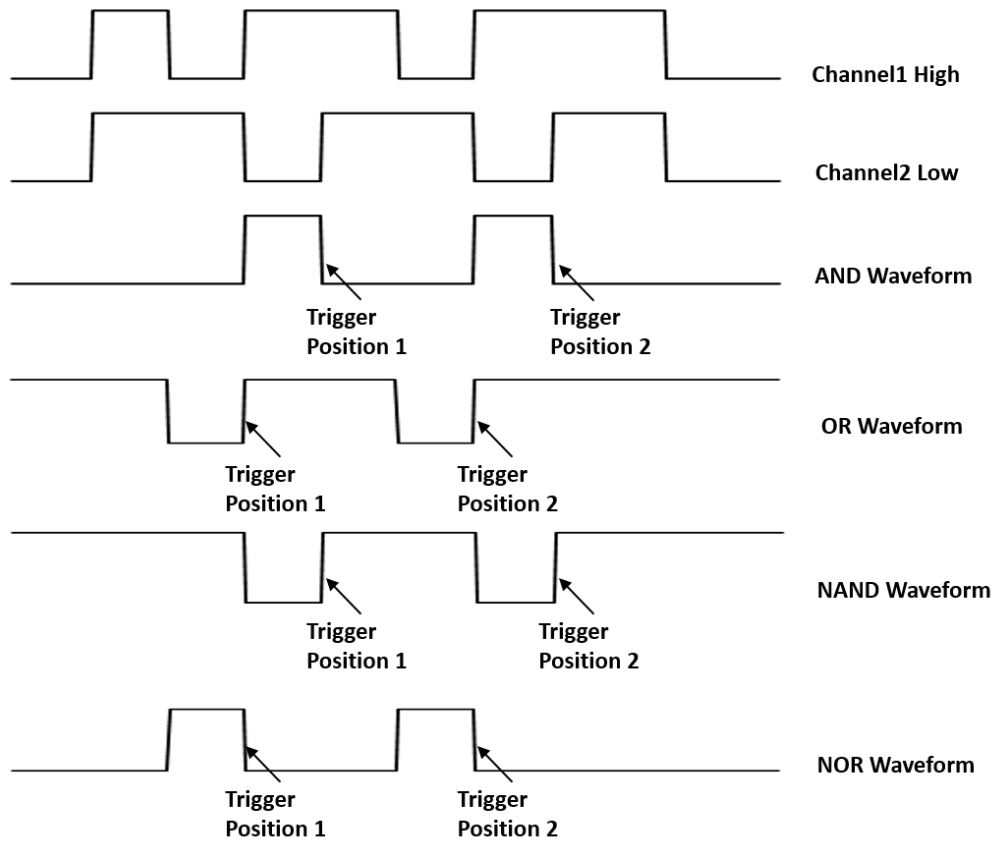 Channel1 High
Channel2 Low
AND Waveform
Trigger
Position 1
Trigger
Position 2
OR Waveform
Trigger
Position 1
Trigger
Position 2
NAND Waveform
Trigger
Position 1
Trigger
Position 2
NOR Waveform
Trigger
Position 1
Trigger
Position 2